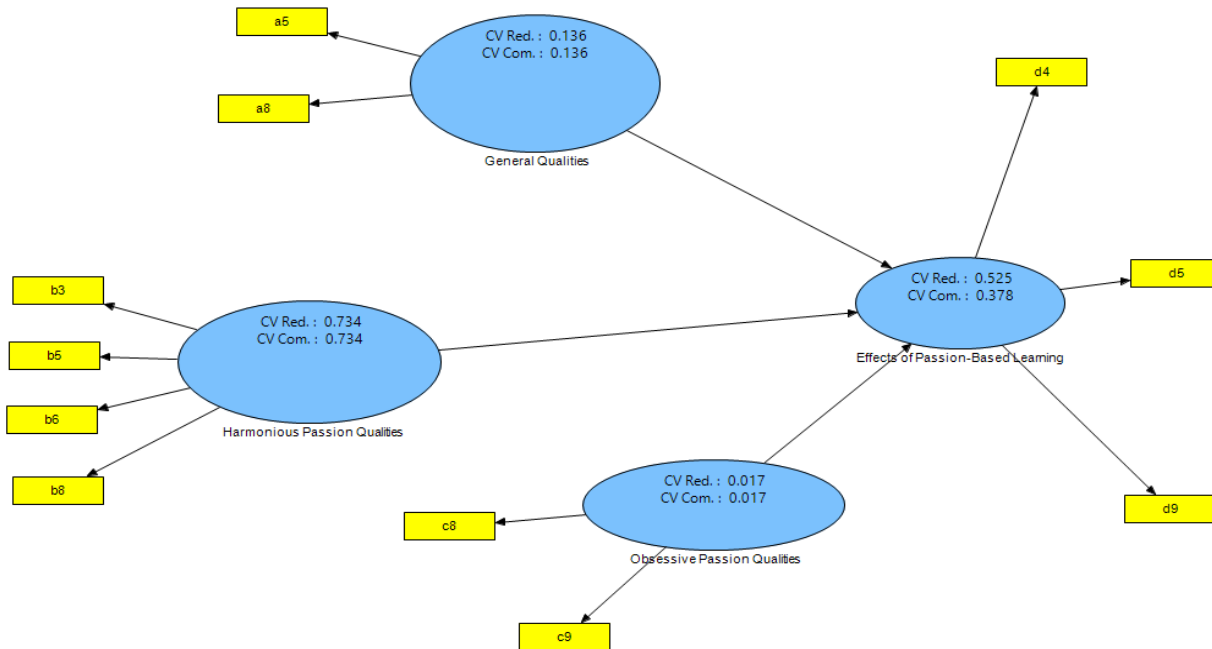 a5
CV Red. : 0.136
CV Com. : 0.136
a8
General Qualities
d4
b3
CV Red. : 0.734
CV Com. : 0.734
b5
b6
b8
Harmonious Passion Qualities
CV Red. : 0.525
CV Com. : 0.378
d5
Effects of Passion-Based Learning
d9
CV Red. : 0.017
CV Com. : 0.017
c8
Obsessive Passion Qualities
c9